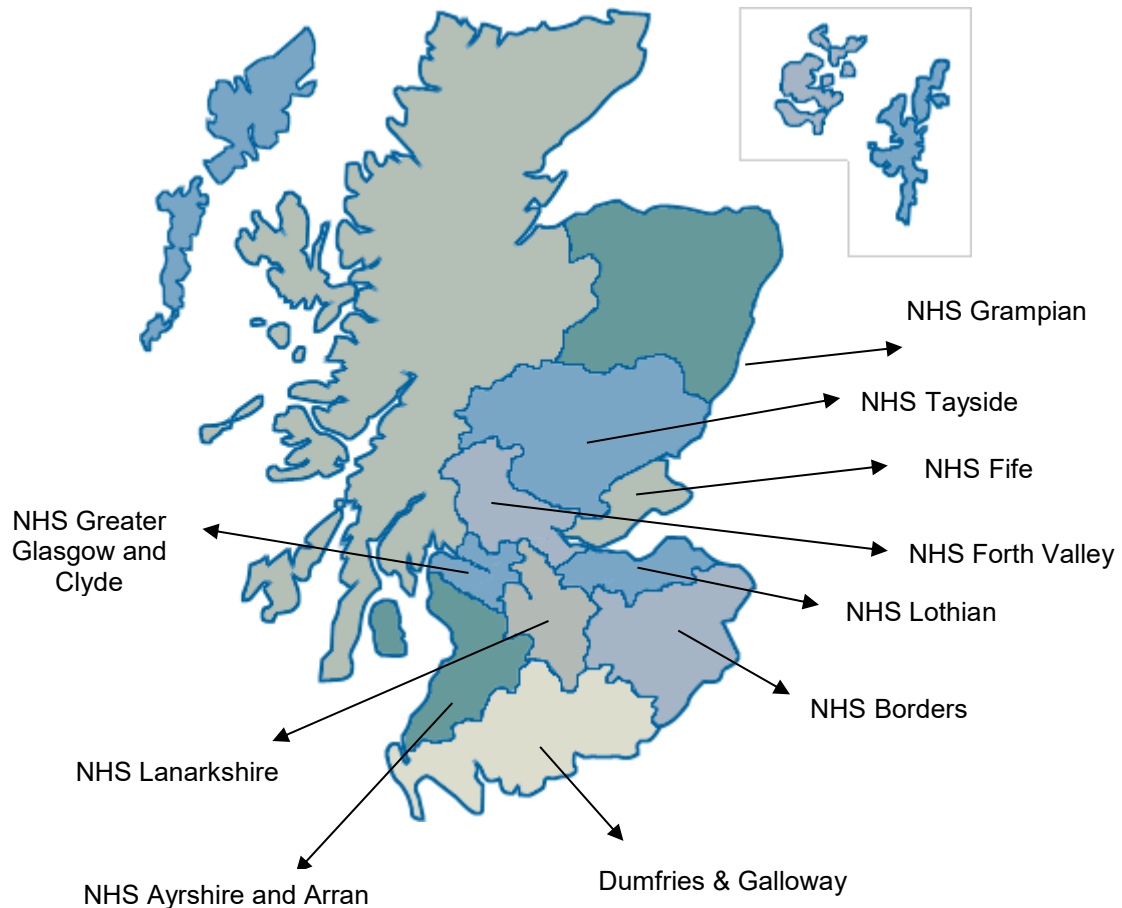 NHS Grampian
NHS Tayside
NHS Fife
NHS Greater
Glasgow and
Clyde
NHS Forth Valley
NHS Lothian
NHS Borders
NHS Lanarkshire
Dumfries & Galloway
NHS Ayrshire and Arran